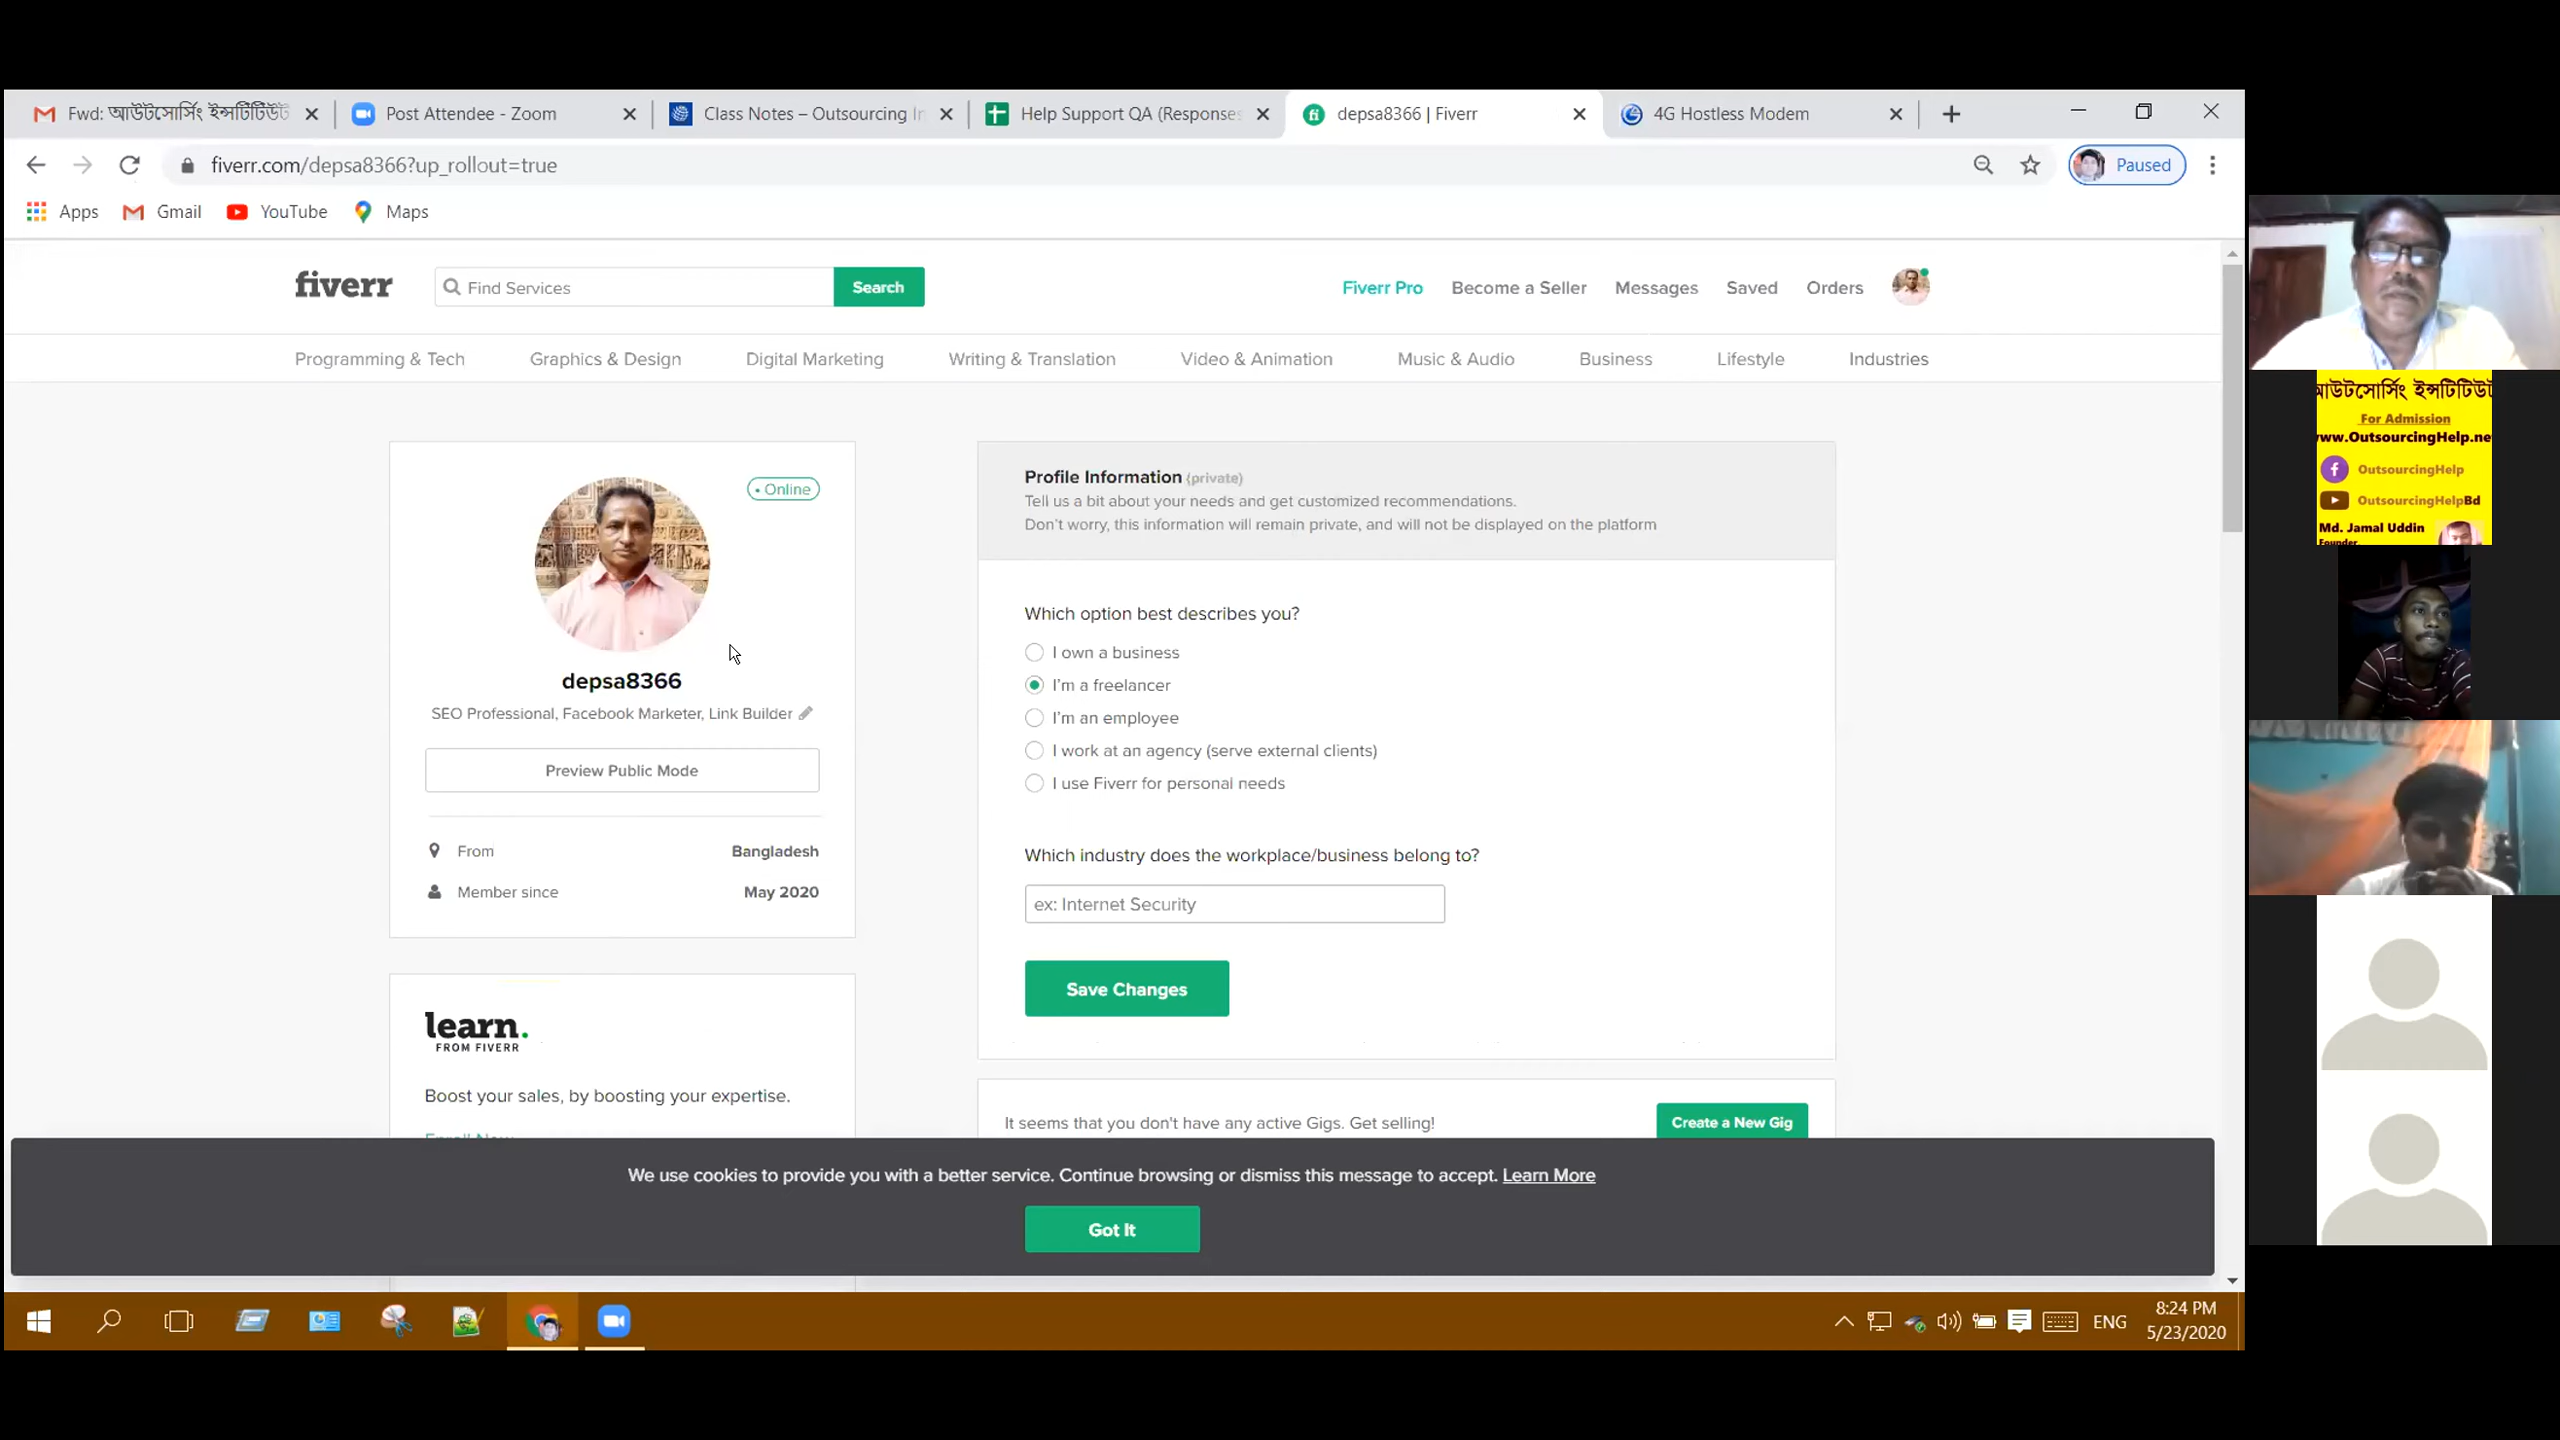 Fwd: আউটসোর্সিং ইন্সটিটিউট
Post Attendee - Zoom
Class Notes – Outsourcing In
Help Support QA (Responses
depsa8366 | Fiverr
4G Hostless Modem
fiverr.com/depsa8366?up_rollout=true
Paused
Apps
Gmail
YouTube
Maps
fiverr
Find Services
Search
Fiverr Pro
Become a Seller
Messages
Saved
Orders
Programming & Tech
Graphics & Design
Digital Marketing
Writing & Translation
Video & Animation
Music & Audio
Business
Lifestyle
Industries
• Online
depsa8366
SEO Professional, Facebook Marketer, Link Builder
Preview Public Mode
From Bangladesh
Member since May 2020
learn.
FROM FIVERR
Boost your sales, by boosting your expertise.
Profile Information (private)
Tell us a bit about your needs and get customized recommendations.
Don't worry, this information will remain private, and will not be displayed on the platform
Which option best describes you?
I own a business
I'm a freelancer
I'm an employee
I work at an agency (serve external clients)
I use Fiverr for personal needs
Which industry does the workplace/business belong to?
ex: Internet Security
Save Changes
It seems that you don't have any active Gigs. Get selling!
Create a New Gig
We use cookies to provide you with a better service. Continue browsing or dismiss this message to accept. Learn More
Got It
আউটসোর্সিং ইন্সটিটিউট
For Admission
www.OutsourcingHelp.ne
OutsourcingHelp
OutsourcingHelpBd
Md. Jamal Uddin
Founder,
ENG
8:24 PM
5/23/2020